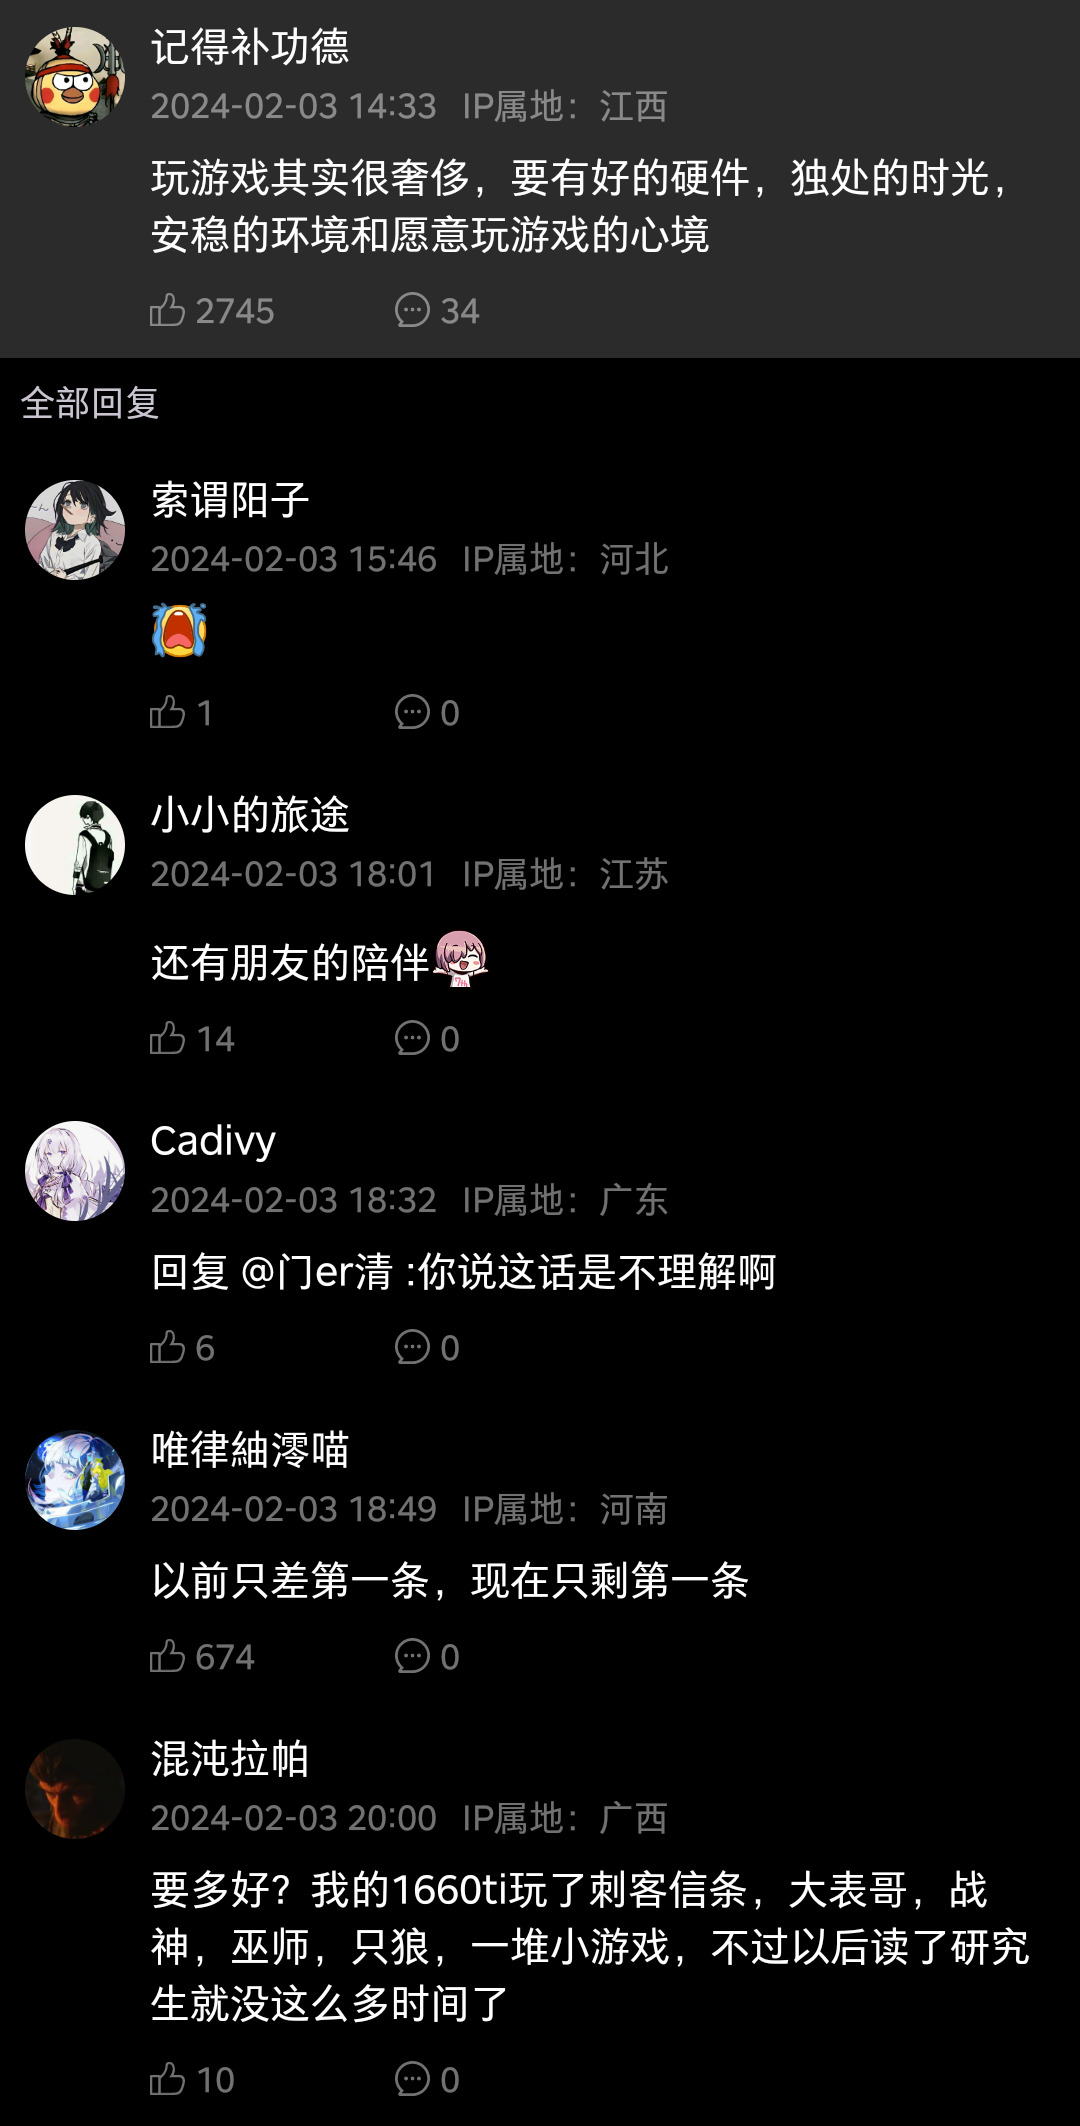 记得补功德
2024-02-03 14:33 IP属地：江西
玩游戏其实很奢侈，要有好的硬件，独处的时光，
安稳的环境和愿意玩游戏的心境
2745 34
全部回复
索谓阳子
2024-02-03 15:46 IP属地：河北
1 0
小小的旅途
2024-02-03 18:01 IP属地：江苏
还有朋友的陪伴
14 0
Cadivy
2024-02-03 18:32 IP属地：广东
回复 @门er清 :你说这话是不理解啊
6 0
唯律紬澪喵
2024-02-03 18:49 IP属地：河南
以前只差第一条，现在只剩第一条
674 0
混沌拉帕
2024-02-03 20:00 IP属地：广西
要多好？我的1660ti玩了刺客信条，大表哥，战
神，巫师，只狼，一堆小游戏，不过以后读了研究
生就没这么多时间了
10 0